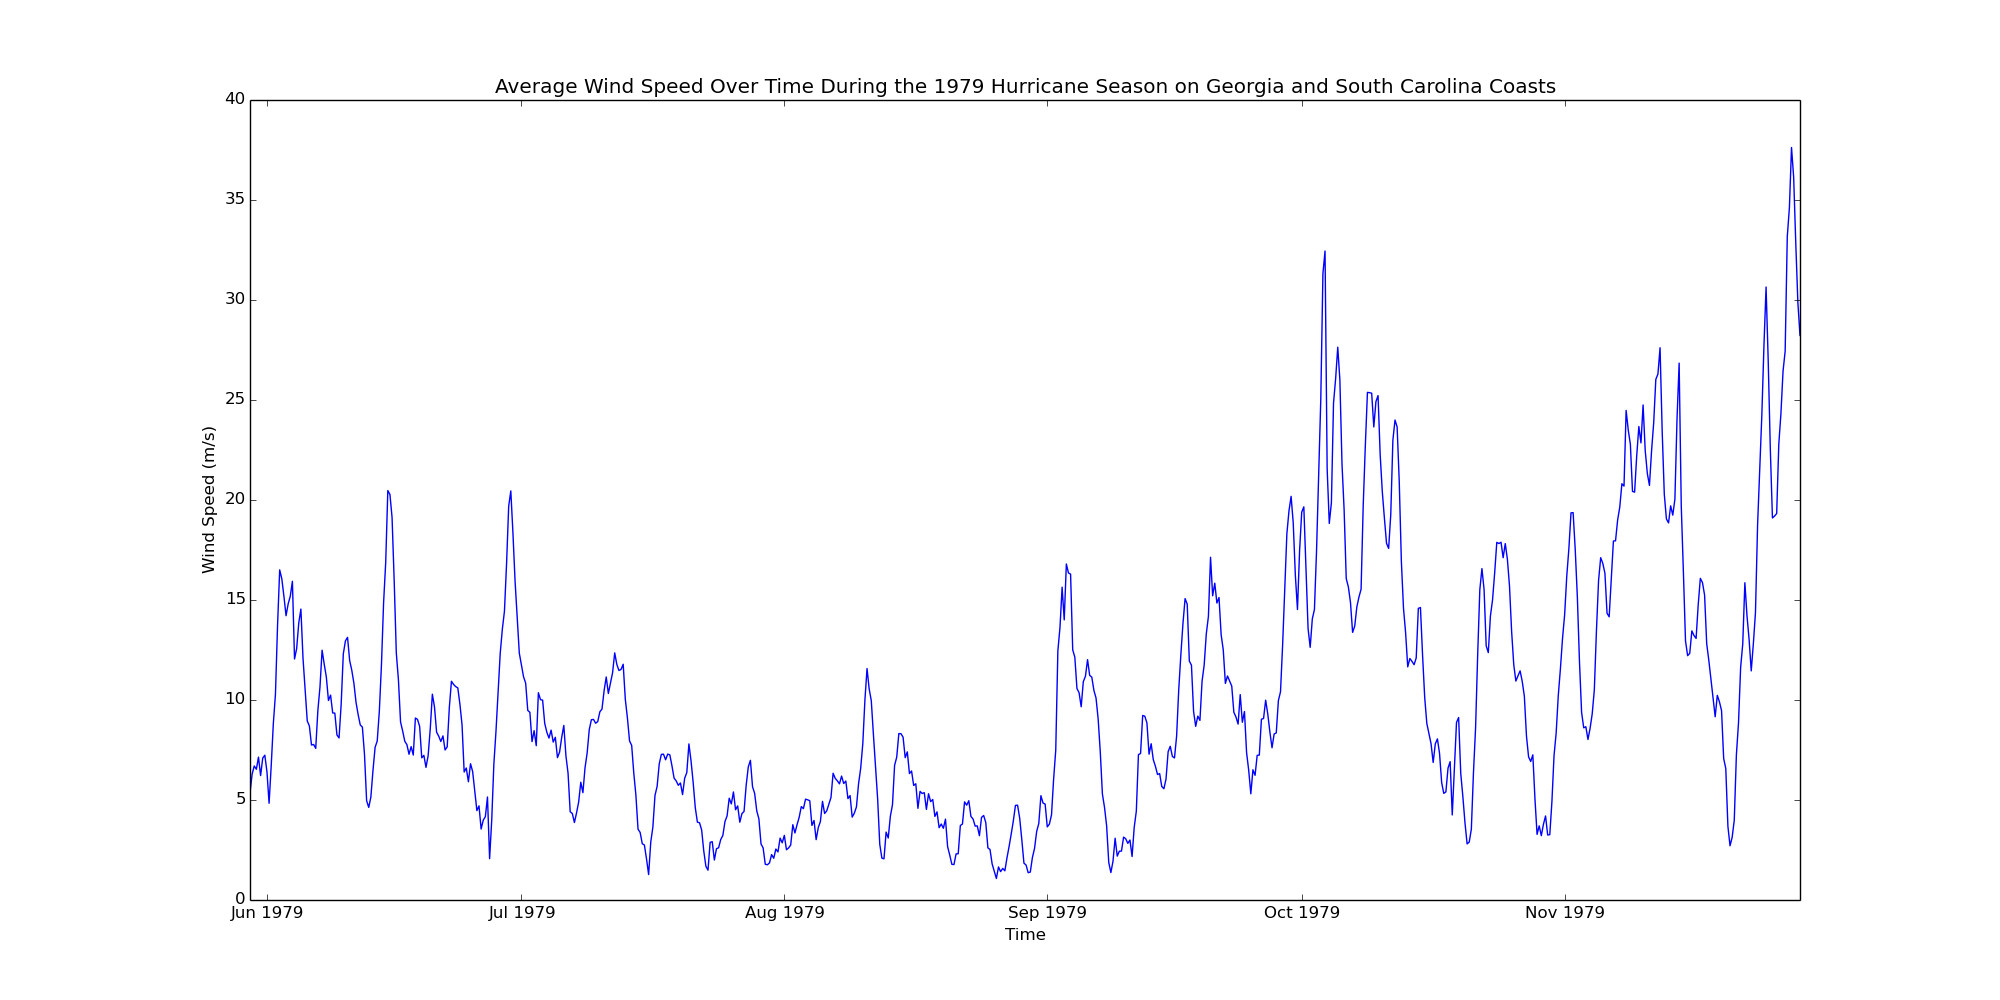 Average Wind Speed Over Time During the 1979 Hurricane Season on Georgia and South Carolina Coasts
40
35
30
25
20
15
10
5
0
Wind Speed (m/s)
Jun 1979 Jul 1979 Aug 1979 Sep 1979 Oct 1979 Nov 1979
Time